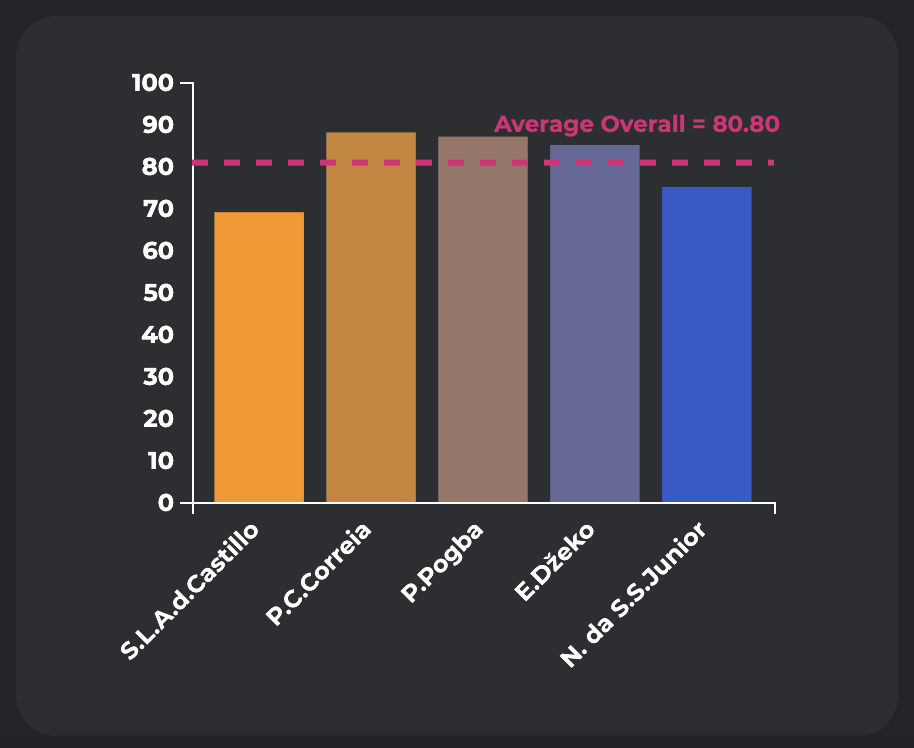 100
90
80
70
60
50
40
30
20
10
0
Average Overall = 80.80
S.L.A.d.Castillo
P.C.Correia
P.Pogba
E.Džeko
N. da S.S.Junior